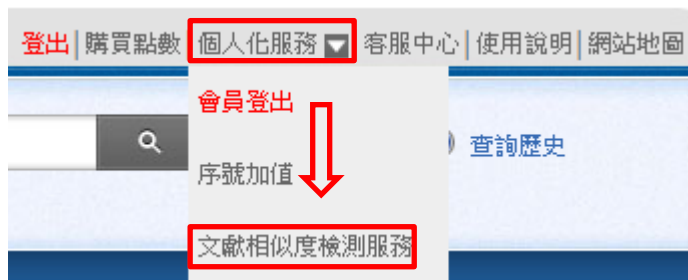 登出|購買點數 個人化服務 客服中心|使用說明|網站地圖
會員登出
查詢歷史
序號加值
文獻相似度檢測服務